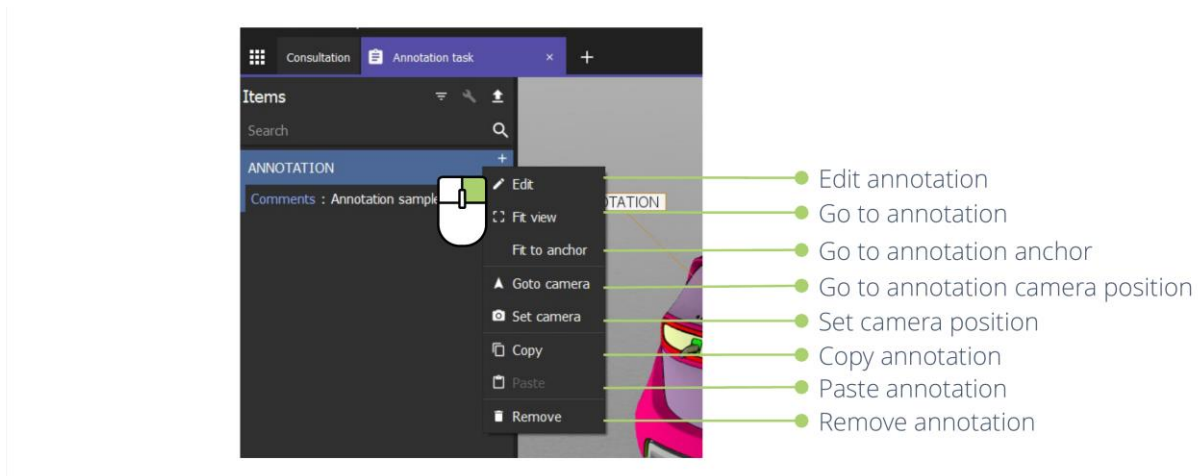 Consultation Annotation task × +
Items
Search
ANNOTATION +
Comments : Annotation sample
Edit
Fit view
Fit to anchor
Goto camera
Set camera
Copy
Paste
Remove
TATION
Edit annotation
Go to annotation
Go to annotation anchor
Go to annotation camera position
Set camera position
Copy annotation
Paste annotation
Remove annotation